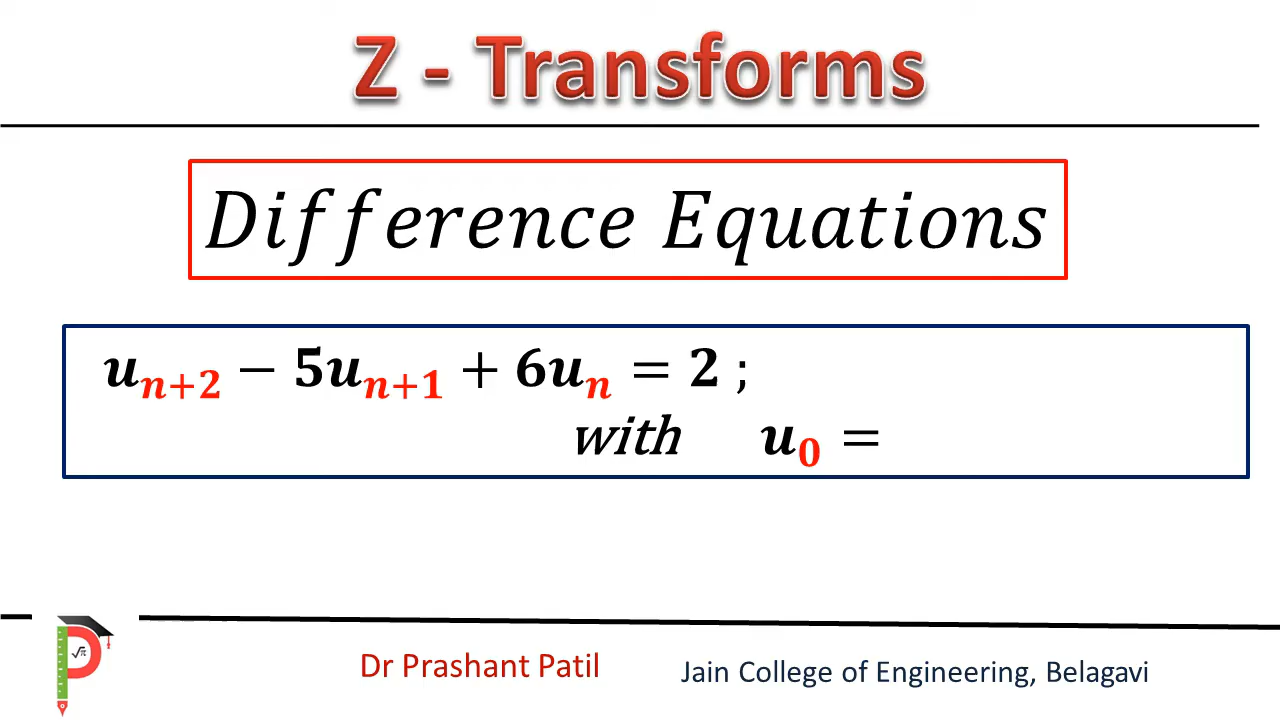 Z - Transforms
Difference Equations
u_{n+2} − 5u_{n+1} + 6u_n = 2 ;
with u_0 =
√π
Dr Prashant Patil
Jain College of Engineering, Belagavi